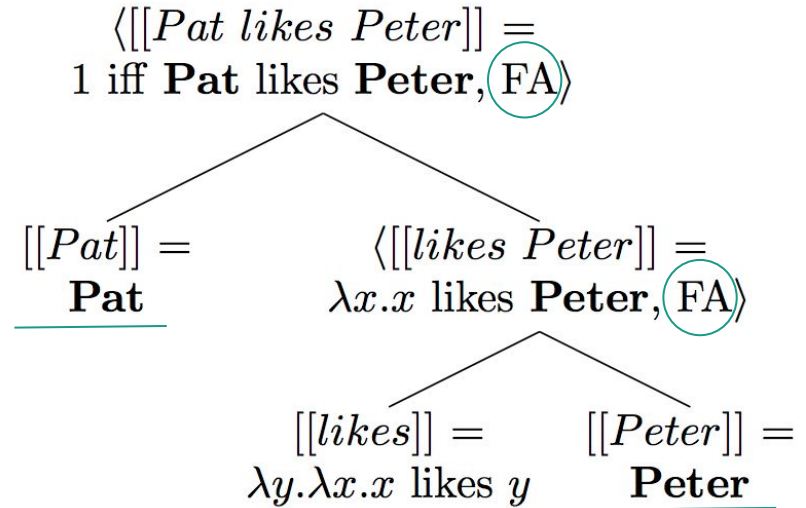 ⟨[[Pat likes Peter]] =
1 iff Pat likes Peter, FA⟩
[[Pat]] =
Pat
⟨[[likes Peter]] =
λx.x likes Peter, FA⟩
[[likes]] =
λy.λx.x likes y
[[Peter]] =
Peter